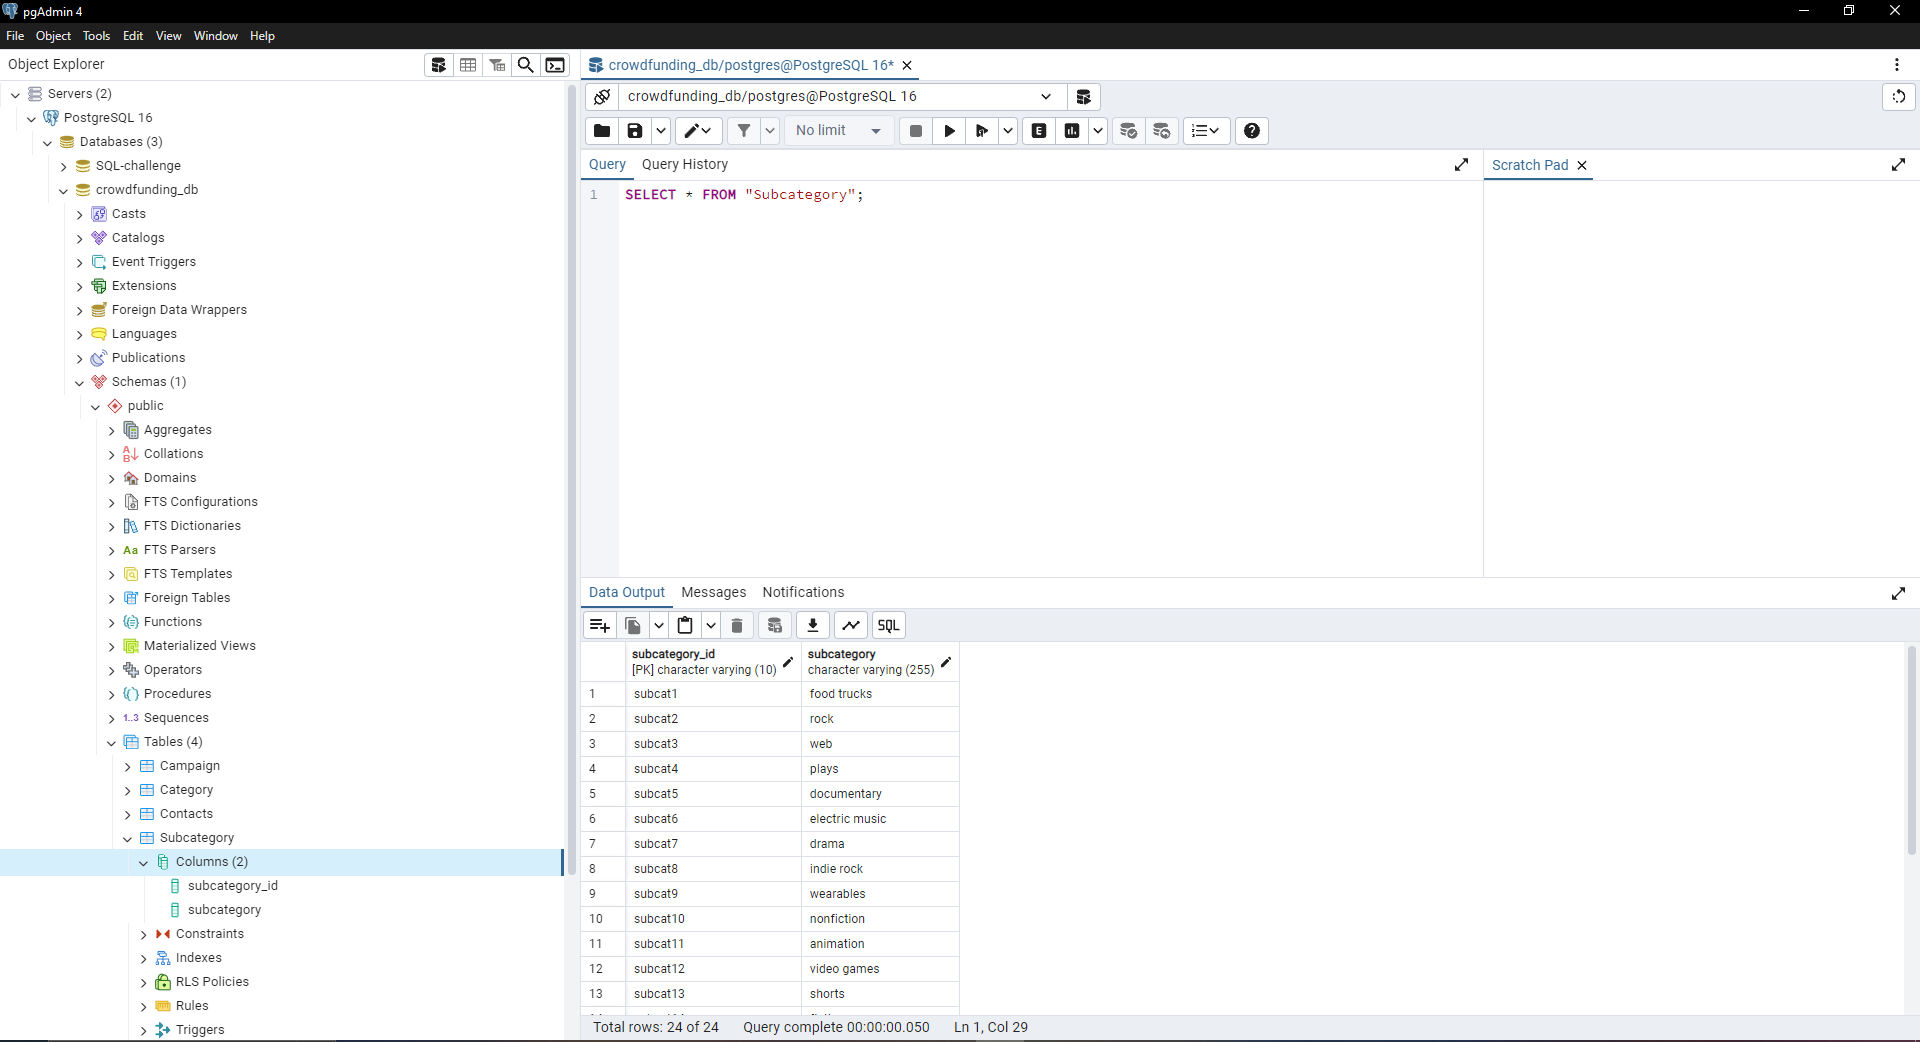 pgAdmin 4
File Object Tools Edit View Window Help
Object Explorer
Servers (2)
PostgreSQL 16
Databases (3)
SQL-challenge
crowdfunding_db
Casts
Catalogs
Event Triggers
Extensions
Foreign Data Wrappers
Languages
Publications
Schemas (1)
public
Aggregates
Collations
Domains
FTS Configurations
FTS Dictionaries
Aa FTS Parsers
FTS Templates
Foreign Tables
Functions
Materialized Views
Operators
Procedures
1..3 Sequences
Tables (4)
Campaign
Category
Contacts
Subcategory
Columns (2)
subcategory_id
subcategory
Constraints
Indexes
RLS Policies
Rules
Triggers
crowdfunding_db/postgres@PostgreSQL 16*
crowdfunding_db/postgres@PostgreSQL 16
No limit
E
Query Query History
Scratch Pad
1 SELECT * FROM "Subcategory";
Data Output Messages Notifications
SQL
subcategory_id subcategory
[PK] character varying (10) character varying (255)
1 subcat1 food trucks
2 subcat2 rock
3 subcat3 web
4 subcat4 plays
5 subcat5 documentary
6 subcat6 electric music
7 subcat7 drama
8 subcat8 indie rock
9 subcat9 wearables
10 subcat10 nonfiction
11 subcat11 animation
12 subcat12 video games
13 subcat13 shorts
Total rows: 24 of 24 Query complete 00:00:00.050 Ln 1, Col 29